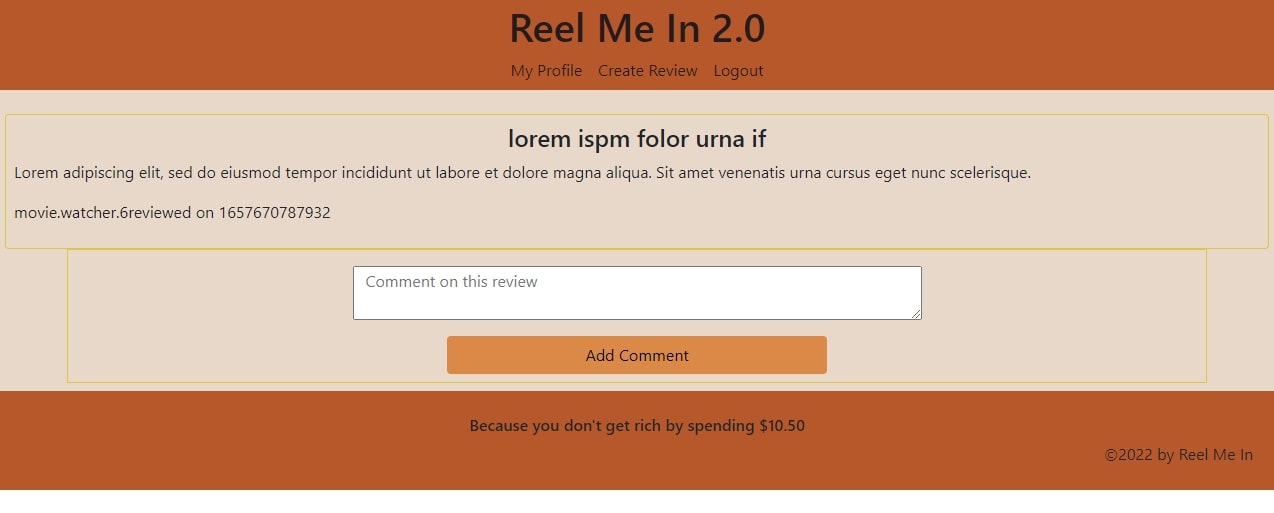 Reel Me In 2.0
My Profile Create Review Logout
lorem ispm folor urna if
Lorem adipiscing elit, sed do eiusmod tempor incididunt ut labore et dolore magna aliqua. Sit amet venenatis urna cursus eget nunc scelerisque.
movie.watcher.6reviewed on 1657670787932
Comment on this review
Add Comment
Because you don't get rich by spending $10.50
©2022 by Reel Me In